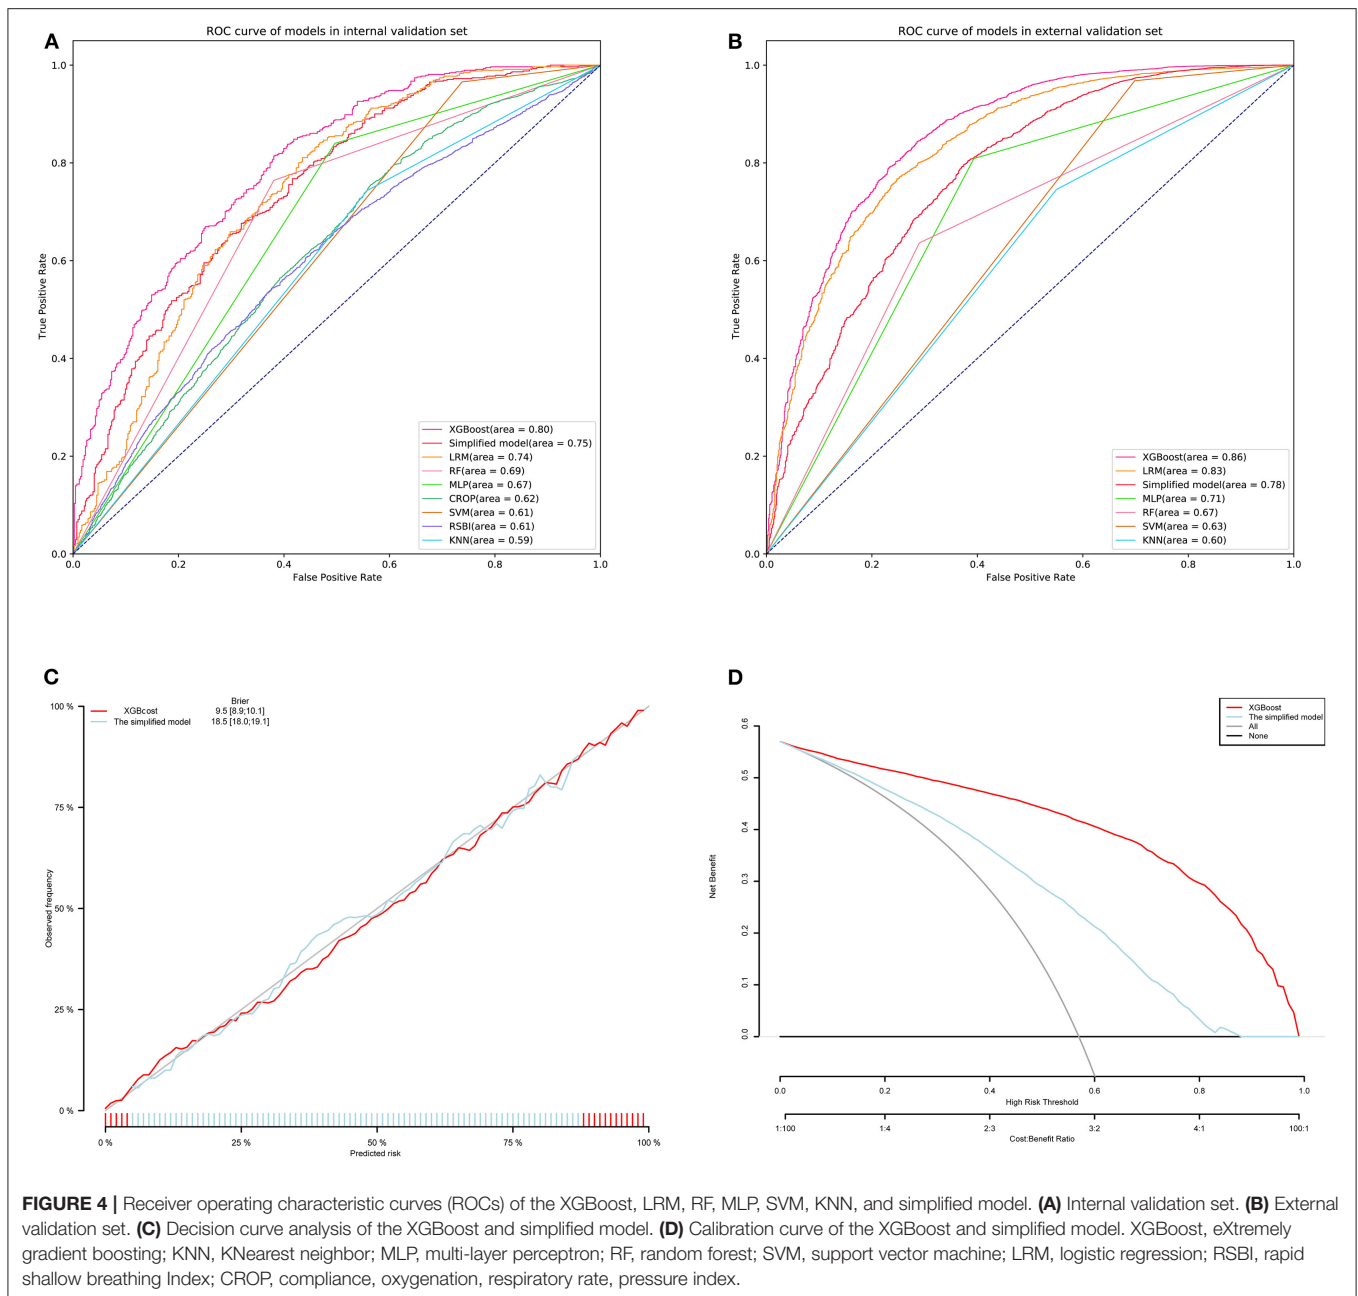 A
ROC curve of models in internal validation set
True Positive Rate
1.0
0.8
0.6
0.4
0.2
0.0
0.0 0.2 0.4 0.6 0.8 1.0
False Positive Rate
XGBoost(area = 0.80)
Simplified model(area = 0.75)
LRM(area = 0.74)
RF(area = 0.69)
MLP(area = 0.67)
CROP(area = 0.62)
SVM(area = 0.61)
RSBI(area = 0.61)
KNN(area = 0.59)
B
ROC curve of models in external validation set
True Positive Rate
1.0
0.8
0.6
0.4
0.2
0.0
0.0 0.2 0.4 0.6 0.8 1.0
False Positive Rate
XGBoost(area = 0.86)
LRM(area = 0.83)
Simplified model(area = 0.78)
MLP(area = 0.71)
RF(area = 0.67)
SVM(area = 0.63)
KNN(area = 0.60)
C
Brier
XGBcost 9.5 [8.9;10.1]
The simplified model 18.5 [18.0;19.1]
Observed frequency
100 %
75 %
50 %
25 %
0 %
0 % 25 % 50 % 75 % 100 %
Predicted risk
D
XGBoost
The simplified model
All
None
Net Benefit
0.6
0.5
0.4
0.3
0.2
0.1
0.0
0.0 0.2 0.4 0.6 0.8 1.0
High Risk Threshold
1:100 1:4 2:3 3:2 4:1 100:1
Cost:Benefit Ratio
FIGURE 4 | Receiver operating characteristic curves (ROCs) of the XGBoost, LRM, RF, MLP, SVM, KNN, and simplified model. (A) Internal validation set. (B) External
validation set. (C) Decision curve analysis of the XGBoost and simplified model. (D) Calibration curve of the XGBoost and simplified model. XGBoost, eXtremely
gradient boosting; KNN, KNearest neighbor; MLP, multi-layer perceptron; RF, random forest; SVM, support vector machine; LRM, logistic regression; RSBI, rapid
shallow breathing Index; CROP, compliance, oxygenation, respiratory rate, pressure index.